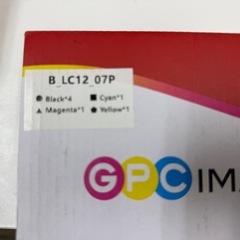 B_LC12_07P
Black*4 Cyan*1
Magenta*1 Yellow*1
GPC IM